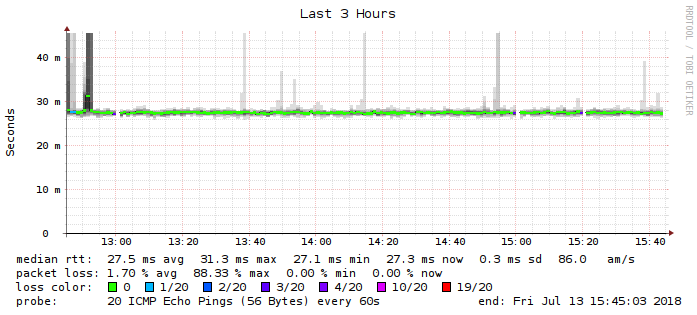 Last 3 Hours
RRDTOOL / TOBI OETIKER
Seconds
40 m
30 m
20 m
10 m
0
13:00 13:20 13:40 14:00 14:20 14:40 15:00 15:20 15:40
median rtt: 27.5 ms avg 31.3 ms max 27.1 ms min 27.3 ms now 0.3 ms sd 86.0 am/s
packet loss: 1.70 % avg 88.33 % max 0.00 % min 0.00 % now
loss color: 0 1/20 2/20 3/20 4/20 10/20 19/20
probe: 20 ICMP Echo Pings (56 Bytes) every 60s end: Fri Jul 13 15:45:03 2018